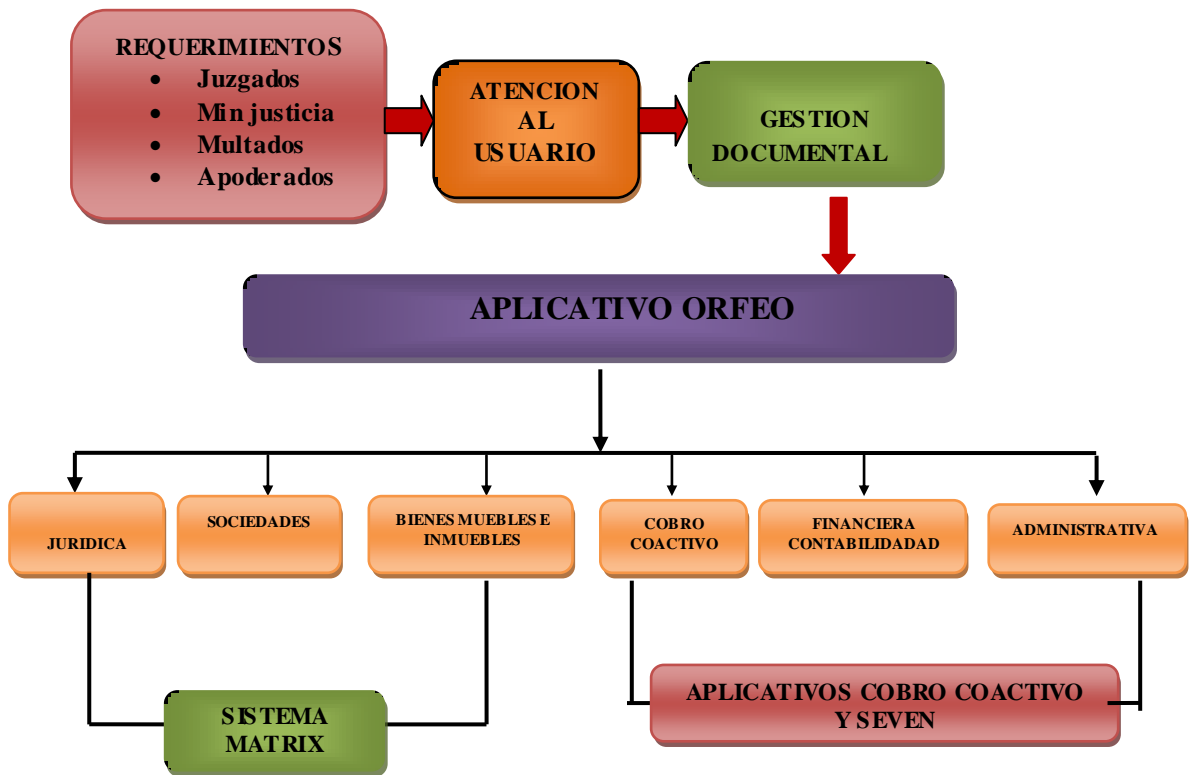 REQUERIMIENTOS
• Juzgados
• Min justicia
• Multados
• Apoderados
ATENCION
AL
USUARIO
GESTION
DOCUMENTAL
APLICATIVO ORFEO
JURIDICA
SOCIEDADES
BIENES MUEBLES E
INMUEBLES
COBRO
COACTIVO
FINANCIERA
CONTABILIDADAD
ADMINISTRATIVA
SISTEMA
MATRIX
APLICATIVOS COBRO COACTIVO
Y SEVEN